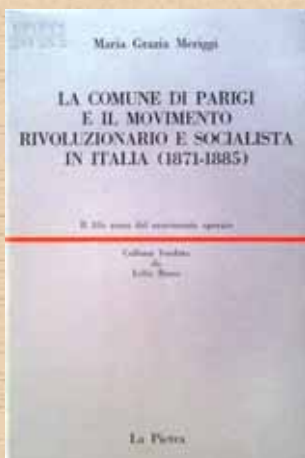 Maria Grazia Meriggi
LA COMUNE DI PARIGI
E IL MOVIMENTO
RIVOLUZIONARIO E SOCIALISTA
IN ITALIA (1871-1885)
Il filo rosso del movimento operaio
Collana fondata
da
Lelio Basso
La Pietra